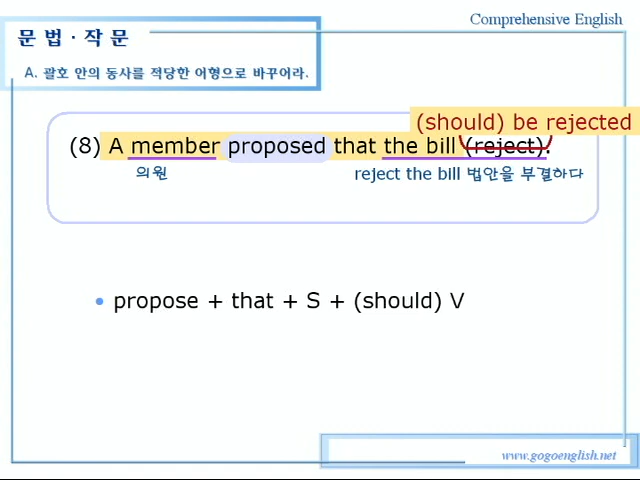 Comprehensive English
문 법 · 작 문
A. 괄호 안의 동사를 적당한 어형으로 바꾸어라.
(should) be rejected
(8) A member proposed that the bill (reject).
의원 reject the bill 법안을 부결하다
• propose + that + S + (should) V
www.gogoenglish.net